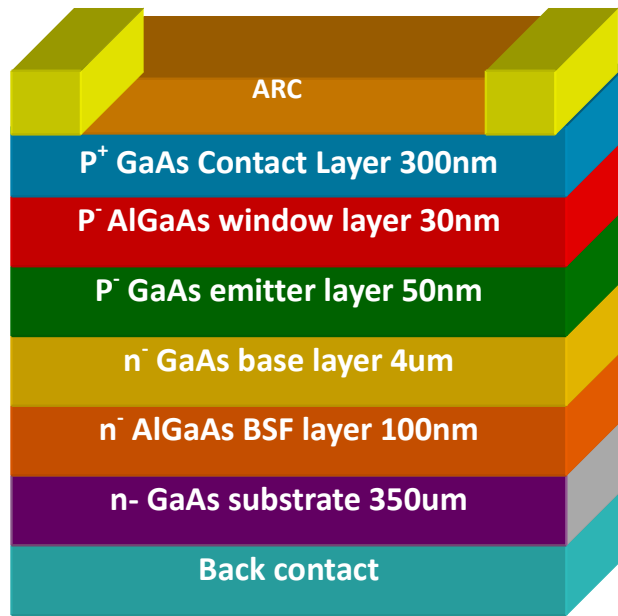 ARC
P⁺ GaAs Contact Layer 300nm
P⁻ AlGaAs window layer 30nm
P⁻ GaAs emitter layer 50nm
n⁻ GaAs base layer 4um
n⁻ AlGaAs BSF layer 100nm
n- GaAs substrate 350um
Back contact